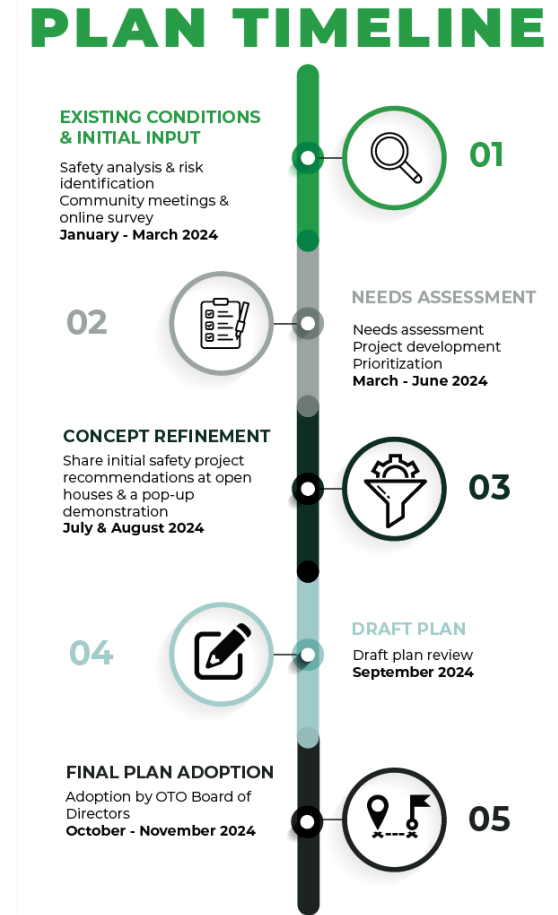 PLAN TIMELINE
EXISTING CONDITIONS
& INITIAL INPUT
Safety analysis & risk
identification
Community meetings &
online survey
January - March 2024
01
02
NEEDS ASSESSMENT
Needs assessment
Project development
Prioritization
March - June 2024
CONCEPT REFINEMENT
Share initial safety project
recommendations at open
houses & a pop-up
demonstration
July & August 2024
03
04
DRAFT PLAN
Draft plan review
September 2024
FINAL PLAN ADOPTION
Adoption by OTO Board of
Directors
October - November 2024
05